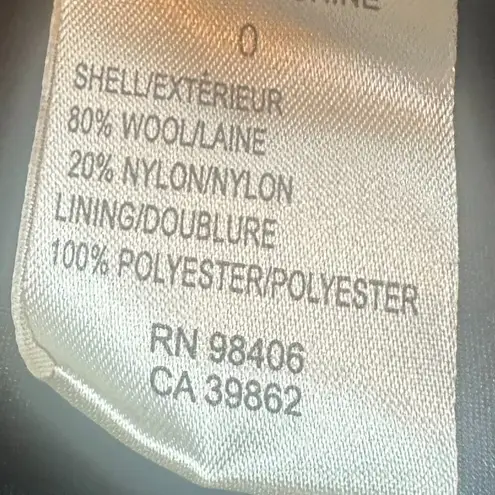 0
SHELL/EXTÉRIEUR
80% WOOL/LAINE
20% NYLON/NYLON
LINING/DOUBLURE
100% POLYESTER/POLYESTER
RN 98406
CA 39862